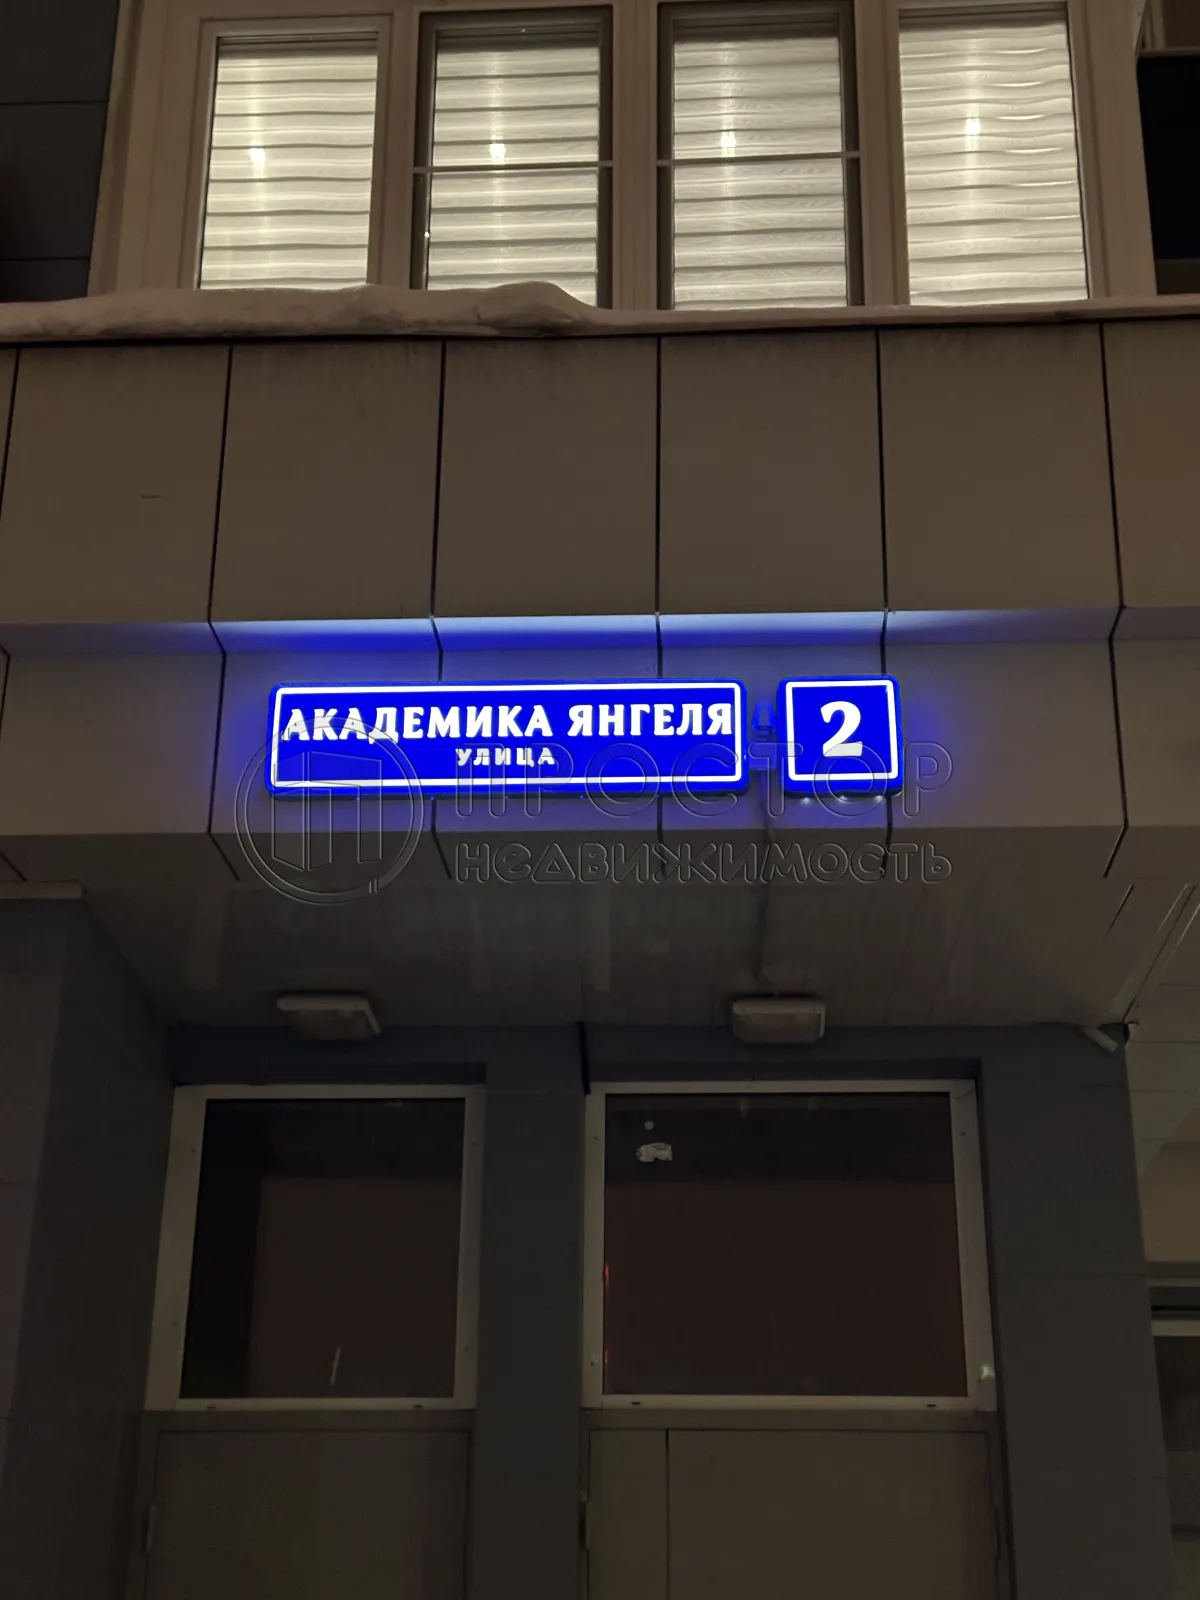 АКАДЕМИКА ЯНГЕЛЯ
УЛИЦА
2
ПРОСТОР
НЕДВИЖИМОСТЬ